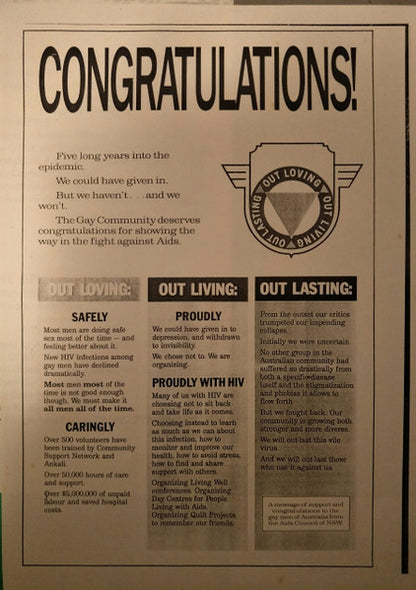 CONGRATULATIONS!
Five long years into the
epidemic.
We could have given in.
But we haven't . . . and we
won't.
The Gay Community deserves
congratulations for showing the
way in the fight against Aids.
OUT LOVING
OUT LIVING
OUT LASTING
OUT LOVING:
SAFELY
Most men are doing safe
sex most of the time — and
feeling better about it.
New HIV infections among
gay men have declined
dramatically.
Most men most of the
time is not good enough
though. We must make it
all men all of the time.
CARINGLY
Over 500 volunteers have
been trained by Community
Support Network and
Ankali.
Over 50,000 hours of care
and support.
Over $5,000,000 of unpaid
labour and saved hospital
costs.
OUT LIVING:
PROUDLY
We could have given in to
depression, and withdrawn
to invisibility.
We chose not to. We are
organizing.
PROUDLY WITH HIV
Many of us with HIV are
choosing not to sit back
and take life as it comes.
Choosing instead to learn
as much as we can about
this infection, how to
monitor and improve our
health, how to avoid stress,
how to find and share
support with others.
Organizing Living Well
conferences. Organizing
Day Centres for People
Living with Aids.
Organizing Quilt Projects
to remember our friends.
OUT LASTING:
From the outset our critics
trumpeted our impending
collapse.
Initially we were uncertain.
No other group in the
Australian community had
suffered so drastically from
both a specific disease
itself and the stigmatization
and phobias it allows to
flow forth.
But we fought back. Our
community is growing both
stronger and more diverse.
We will out-last this vile
virus.
And we will out-last those
who use it against us.
A message of support and
congratulations to the
gay men of Australia from
the Aids Council of NSW.